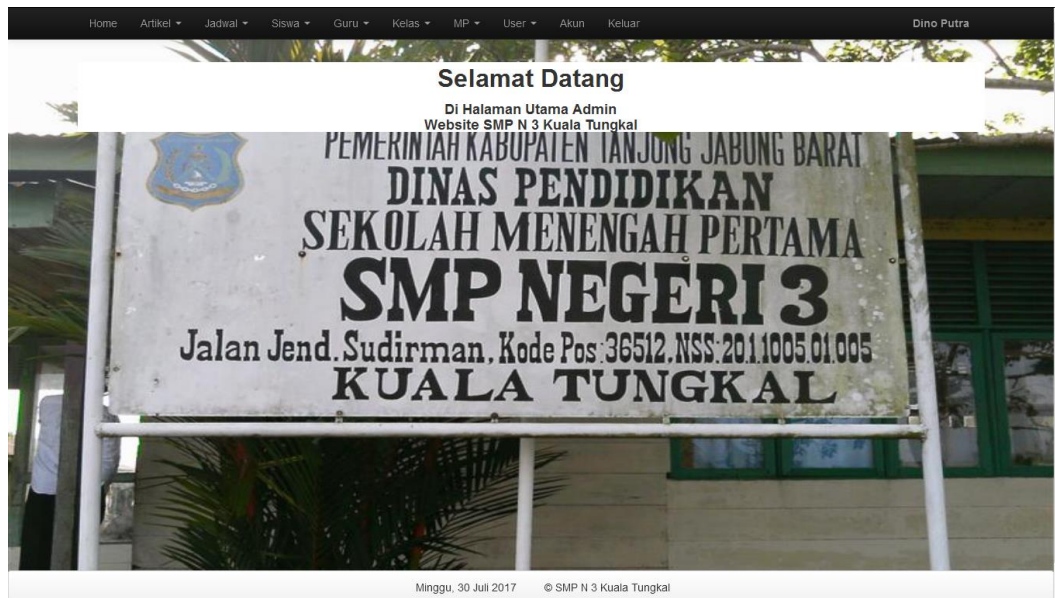 Home Artikel Jadwal Siswa Guru Kelas MP User Akun Keluar Dino Putra
Selamat Datang
Di Halaman Utama Admin
Website SMP N 3 Kuala Tungkal
PEMERINTAH KABUPATEN TANJUNG JABUNG BARAT
DINAS PENDIDIKAN
SEKOLAH MENENGAH PERTAMA
SMP NEGERI 3
Jalan Jend. Sudirman, Kode Pos :36512, NSS: 20.1.1005.01.005
KUALA TUNGKAL
Minggu, 30 Juli 2017 © SMP N 3 Kuala Tungkal